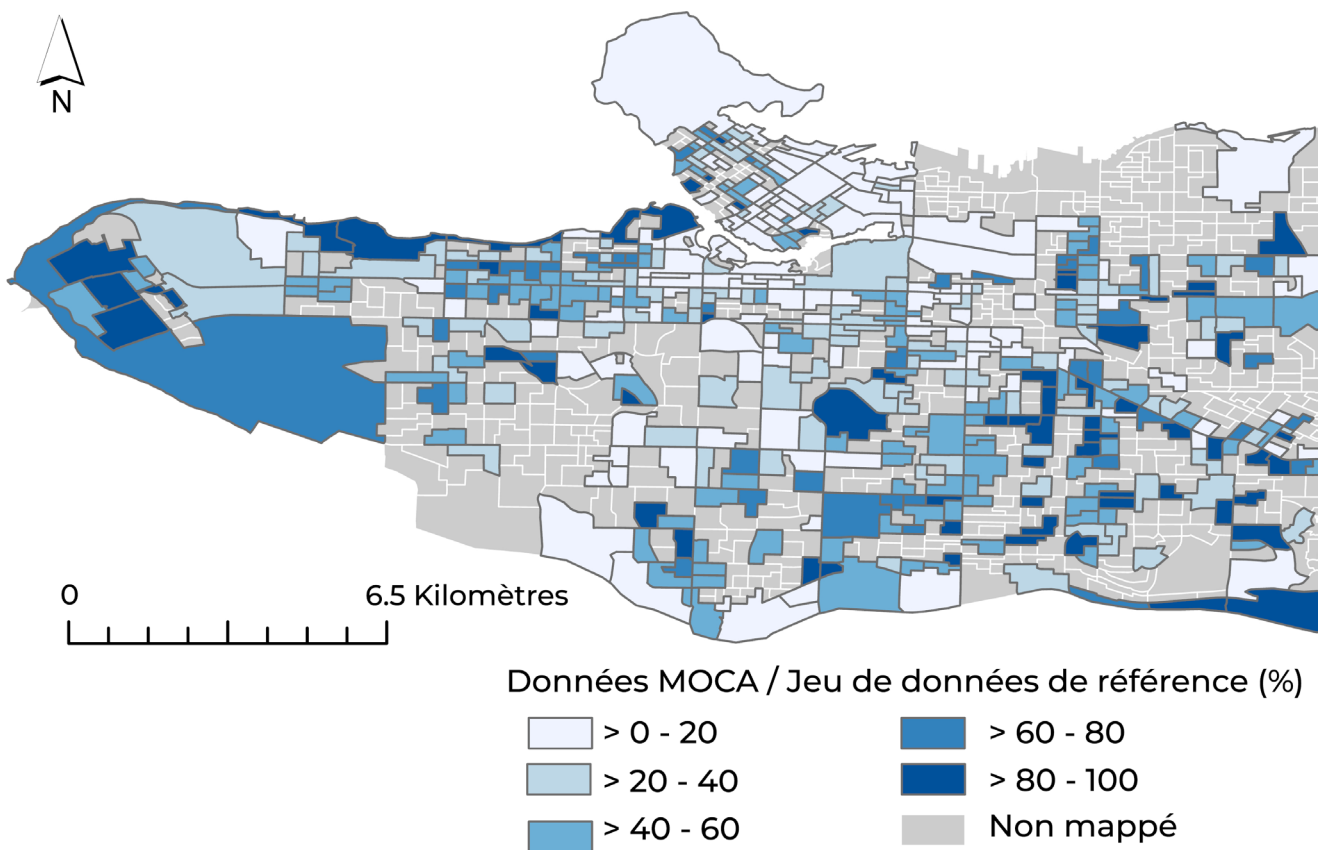 N
0 6.5 Kilomètres
Données MOCA / Jeu de données de référence (%)
> 0 - 20
> 20 - 40
> 40 - 60
> 60 - 80
> 80 - 100
Non mappé